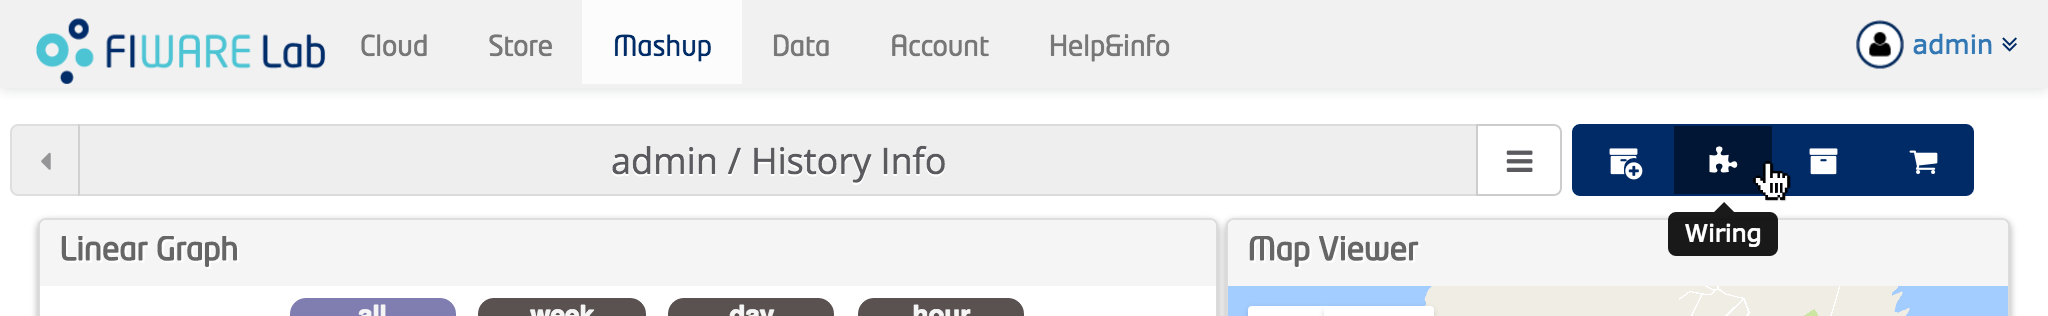 FIWARE Lab Cloud Store Mashup Data Account Help&info admin
admin / History Info
Wiring
Linear Graph
Map Viewer
all week day hour